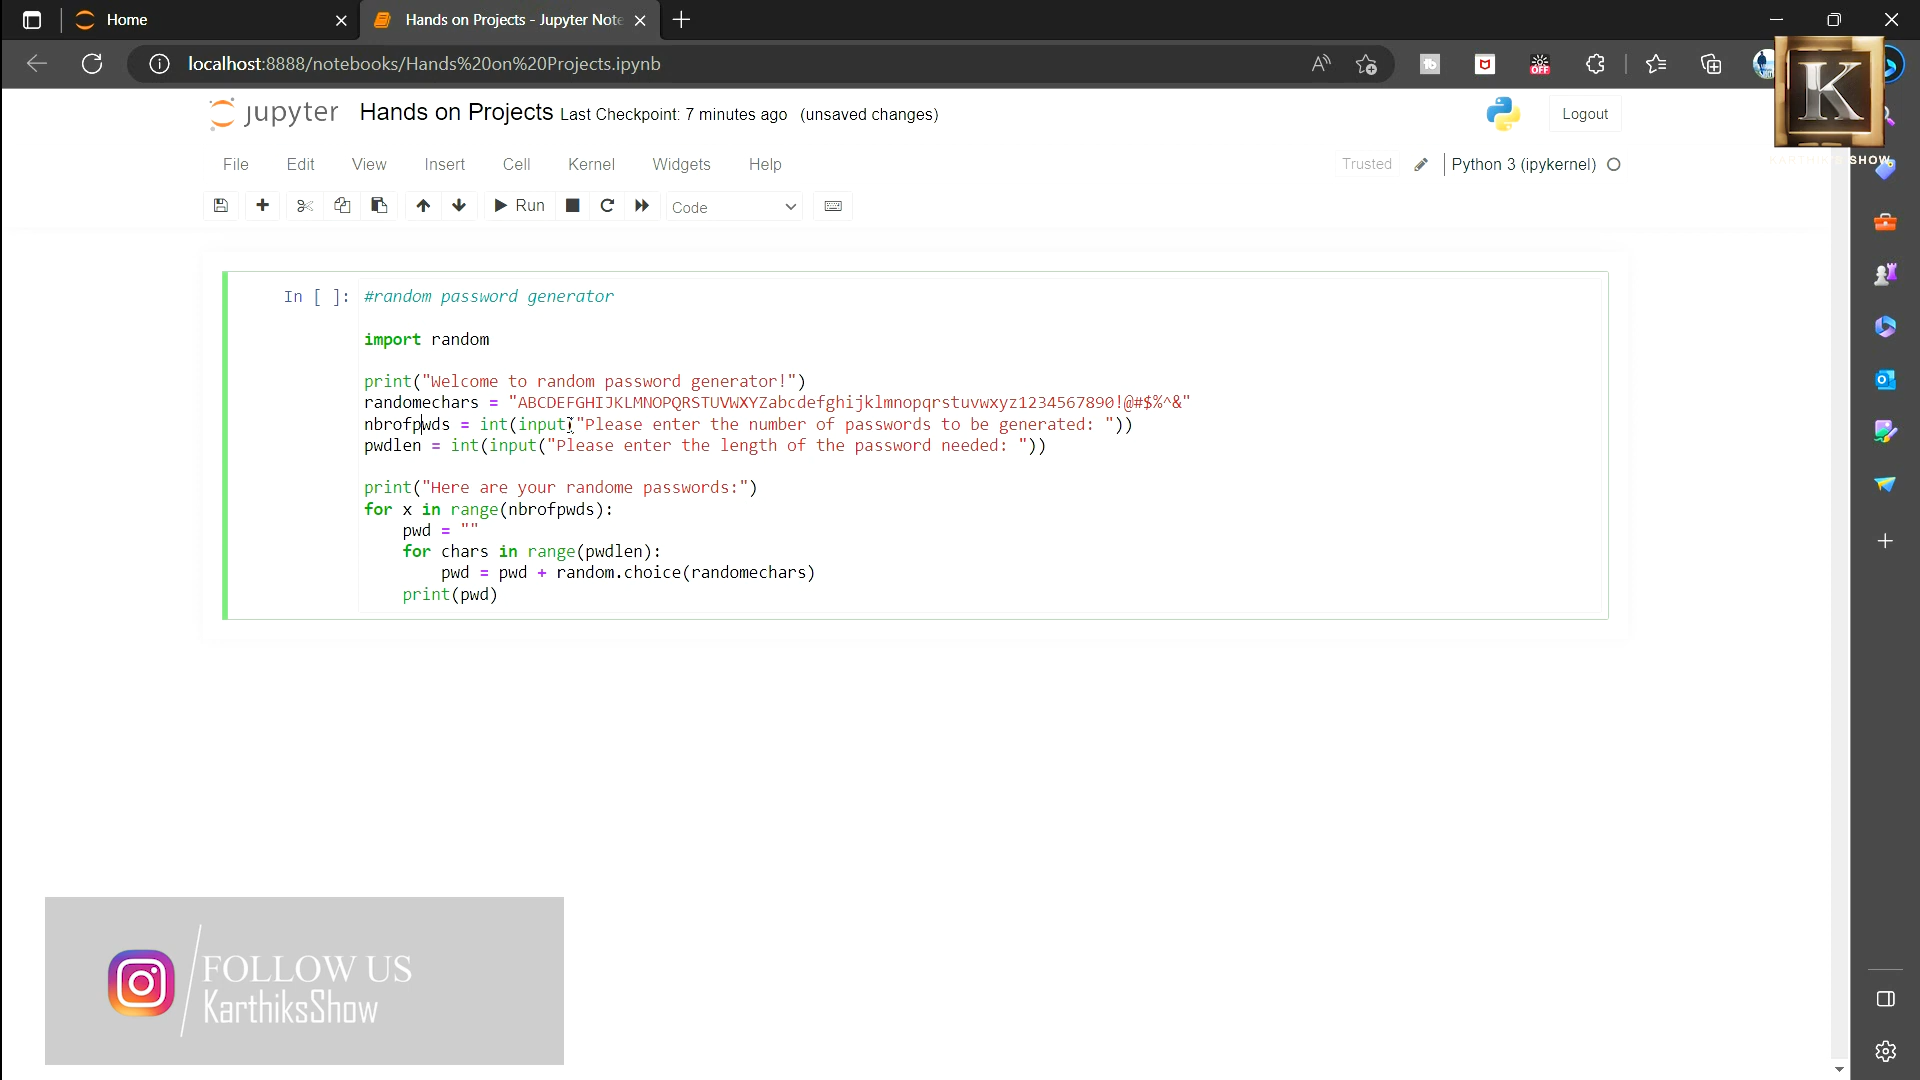 Home
Hands on Projects - Jupyter Note
localhost:8888/notebooks/Hands%20on%20Projects.ipynb
fb
OFF
K
SHOW
jupyter Hands on Projects Last Checkpoint: 7 minutes ago (unsaved changes)
Logout
File Edit View Insert Cell Kernel Widgets Help
Trusted Python 3 (ipykernel)
Run
Code
In [ ]: #random password generator
import random
print("Welcome to random password generator!")
randomechars = "ABCDEFGHIJKLMNOPQRSTUVWXYZabcdefghijklmnopqrstuvwxyz1234567890!@#$%^&"
nbrofpwds = int(input("Please enter the number of passwords to be generated: "))
pwdlen = int(input("Please enter the length of the password needed: "))
print("Here are your randome passwords:")
for x in range(nbrofpwds):
pwd = ""
for chars in range(pwdlen):
pwd = pwd + random.choice(randomechars)
print(pwd)
FOLLOW US
KarthiksShow